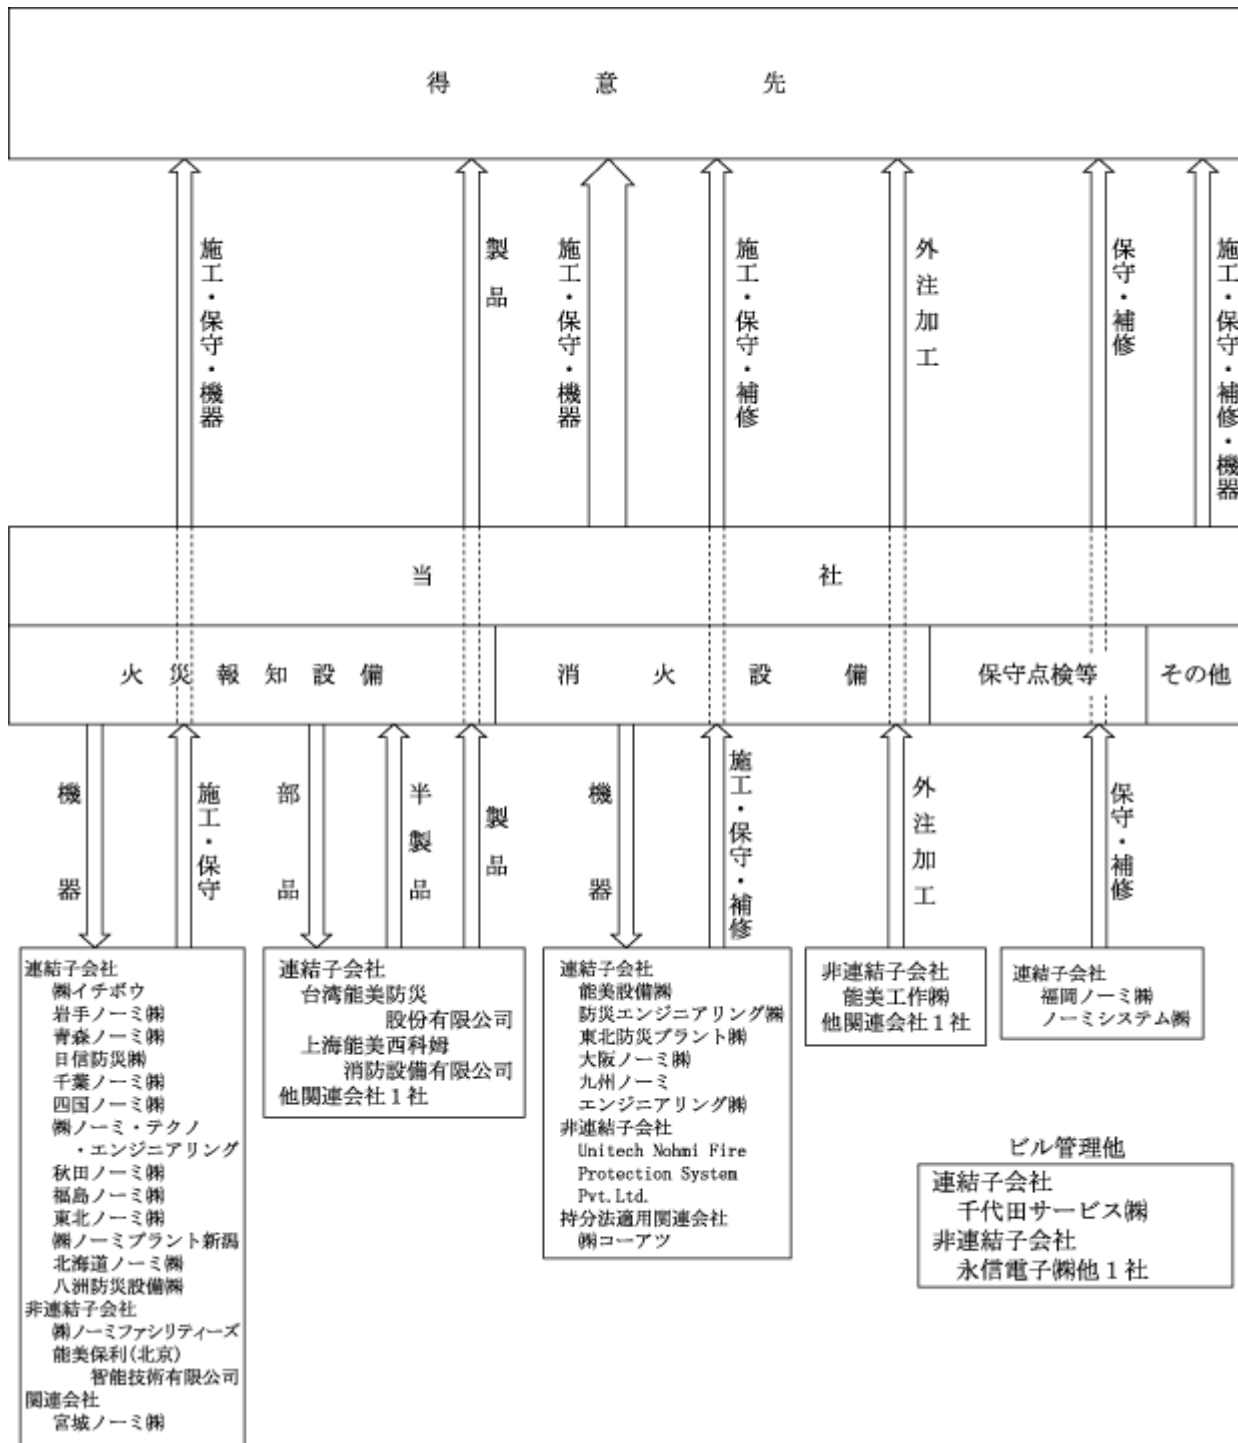 得意先
施工・保守・機器
製品
施工・保守・機器
施工・保守・補修
外注加工
保守・補修
施工・保守・補修・機器
当社
火災報知設備
消火設備
保守点検等
その他
機器
施工・保守
部品
半製品
製品
機器
施工・保守・補修
外注加工
保守・補修
連結子会社
㈱イチボウ
岩手ノーミ㈱
青森ノーミ㈱
日信防災㈱
千葉ノーミ㈱
四国ノーミ㈱
㈱ノーミ・テクノ
・エンジニアリング
秋田ノーミ㈱
福島ノーミ㈱
東北ノーミ㈱
㈱ノーミプラント新潟
北海道ノーミ㈱
八洲防災設備㈱
非連結子会社
㈱ノーミファシリティーズ
能美保利(北京)
智能技術有限公司
関連会社
宮城ノーミ㈱
連結子会社
台湾能美防災
股份有限公司
上海能美西科姆
消防設備有限公司
他関連会社１社
連結子会社
能美設備㈱
防災エンジニアリング㈱
東北防災プラント㈱
大阪ノーミ㈱
九州ノーミ
エンジニアリング㈱
非連結子会社
Unitech Nohmi Fire
Protection System
Pvt.Ltd.
持分法適用関連会社
㈱コーアツ
非連結子会社
能美工作㈱
他関連会社１社
連結子会社
福岡ノーミ㈱
ノーミシステム㈱
ビル管理他
連結子会社
千代田サービス㈱
非連結子会社
永信電子㈱他１社